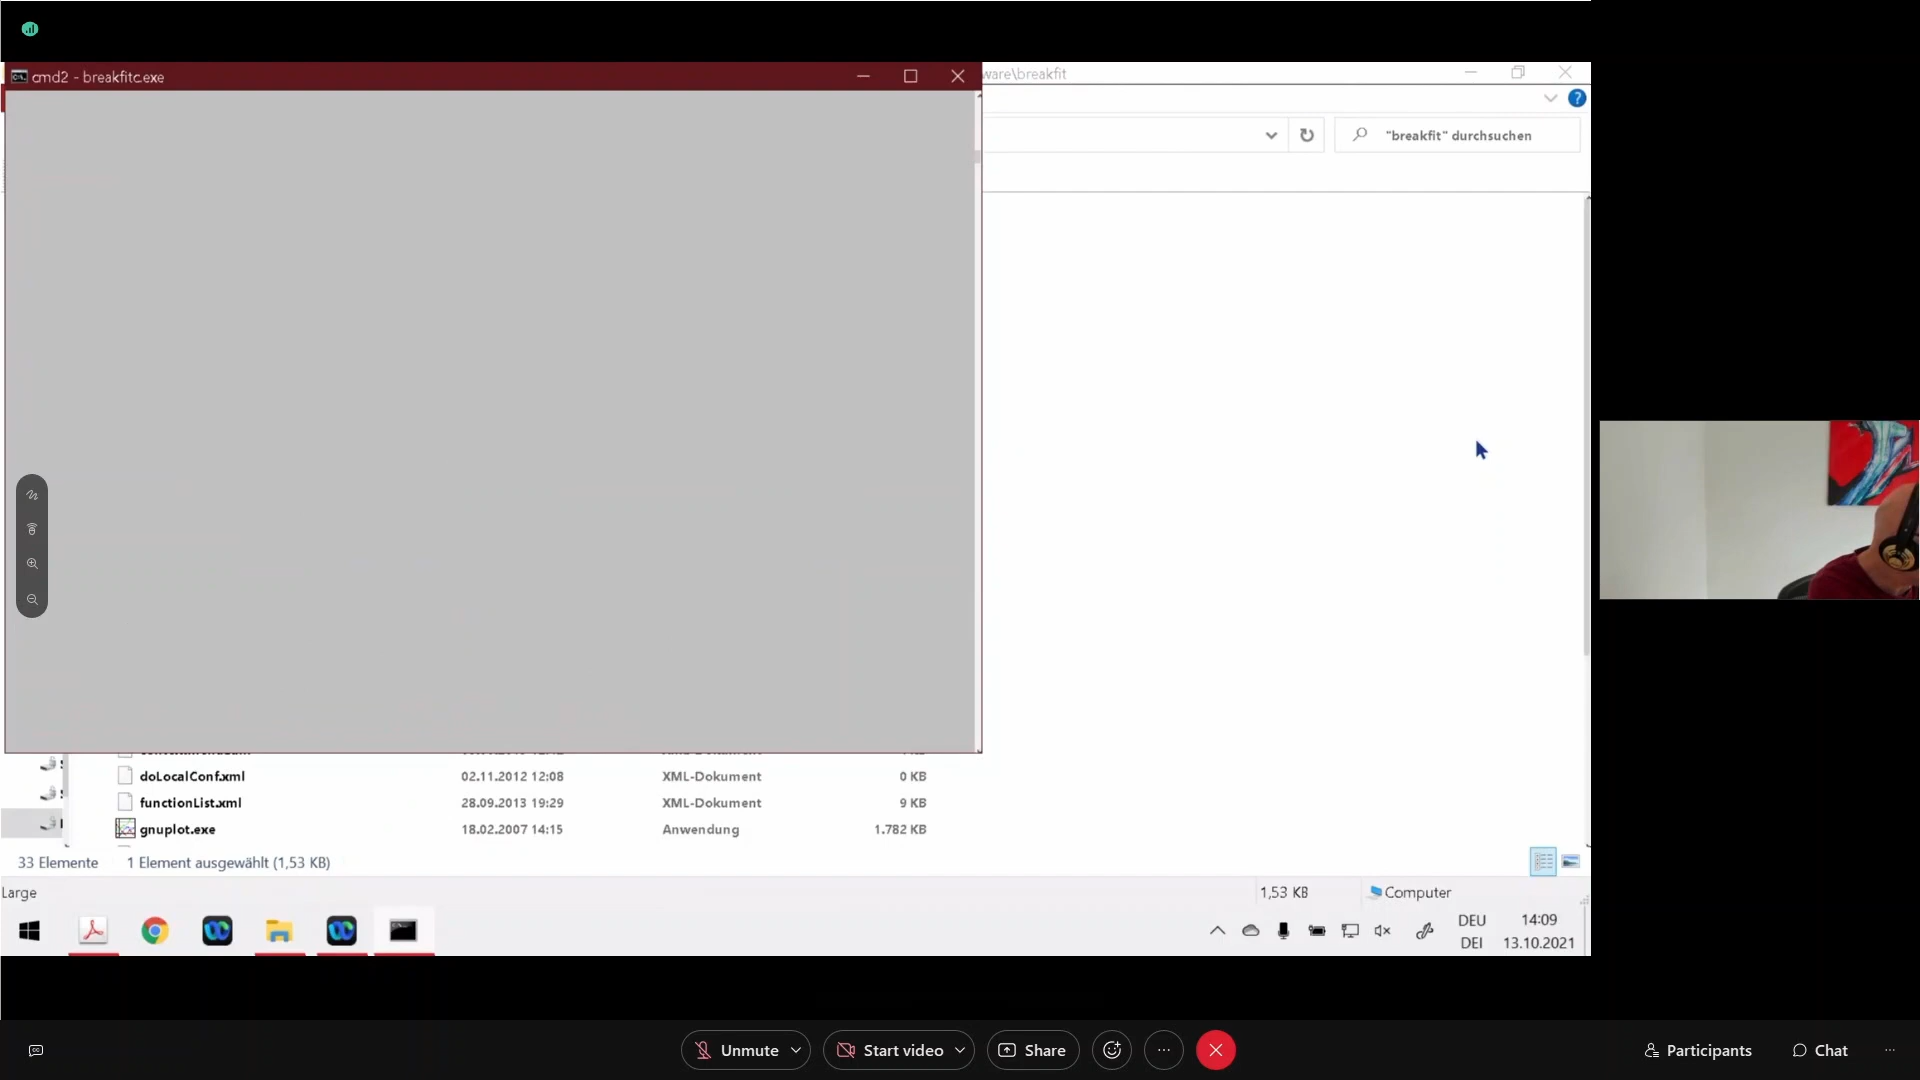 cmd2 - breakfitc.exe
ware\breakfit
"breakfit" durchsuchen
doLocalConf.xml 02.11.2012 12:08 XML-Dokument 0 KB
functionList.xml 28.09.2013 19:29 XML-Dokument 9 KB
gnuplot.exe 18.02.2007 14:15 Anwendung 1.782 KB
33 Elemente 1 Element ausgewählt (1,53 KB)
Large 1,53 KB Computer
DEU 14:09
DEI 13.10.2021
Unmute Start video Share Participants Chat